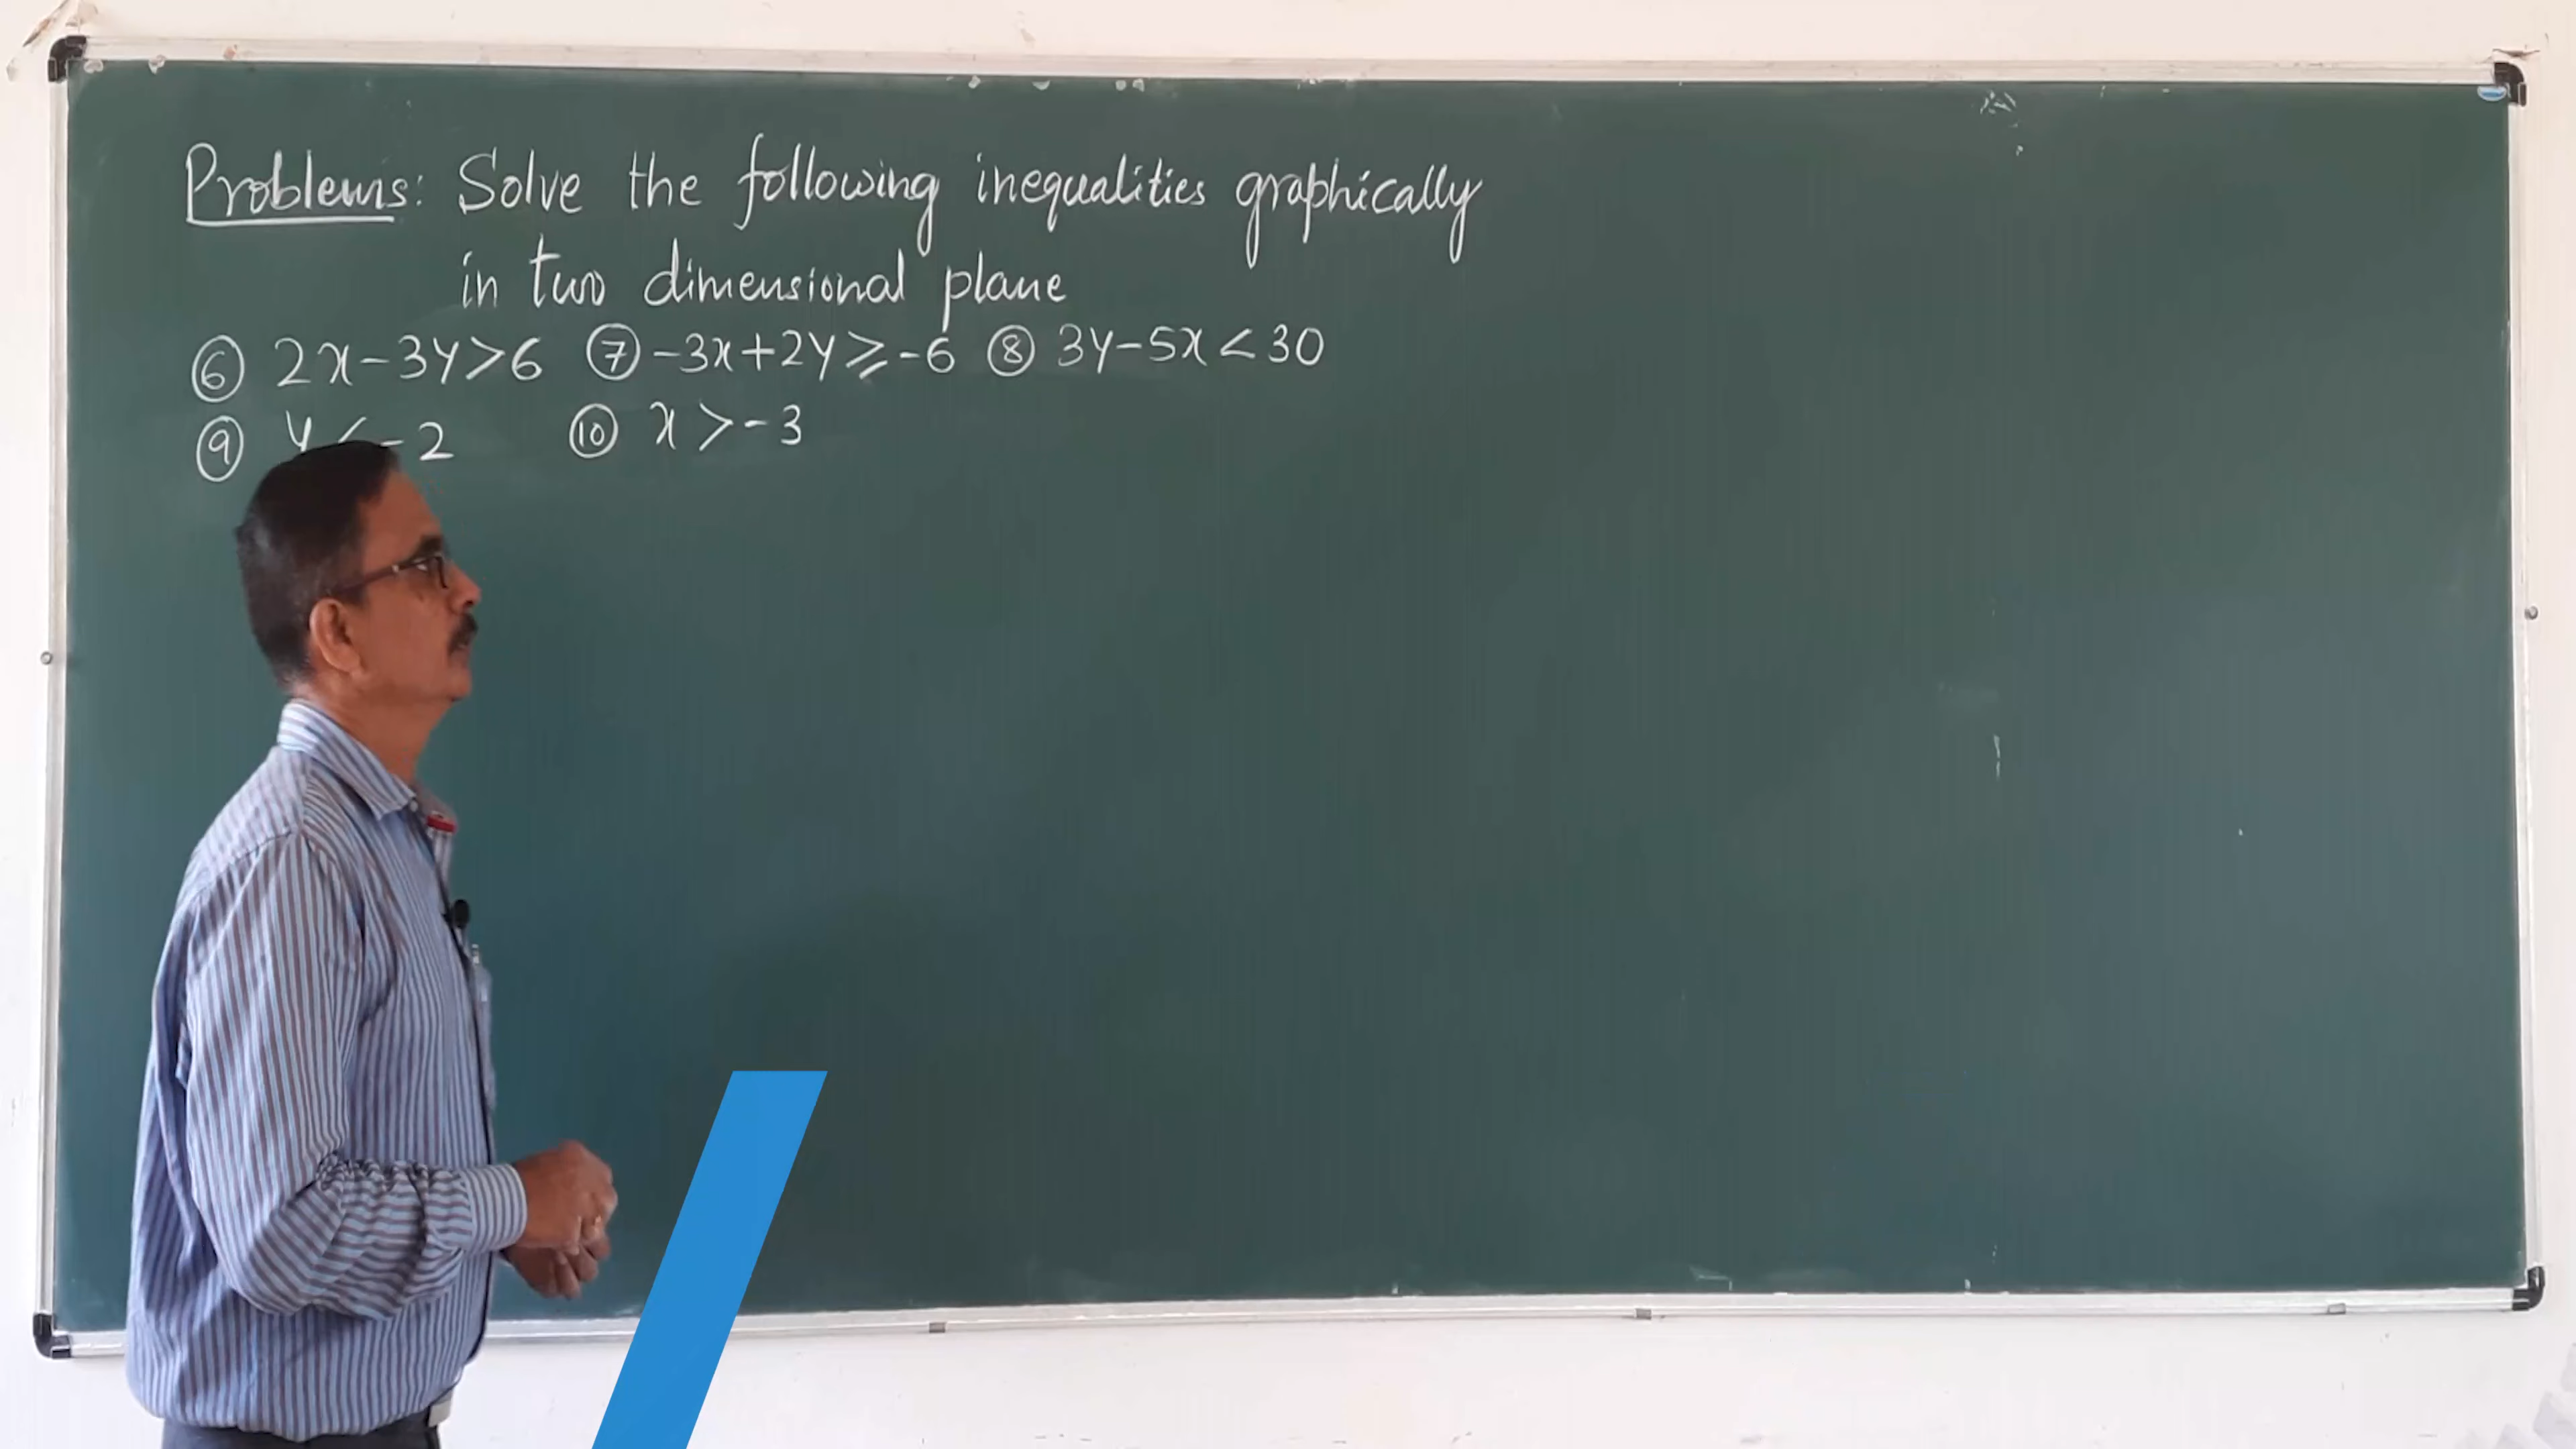 Problems: Solve the following inequalities graphically
in two dimensional plane
⑥ 2x-3y>6 ⑦ -3x+2y⩾-6 ⑧ 3y-5x<30
⑨ y<-2 ⑩ x>-3